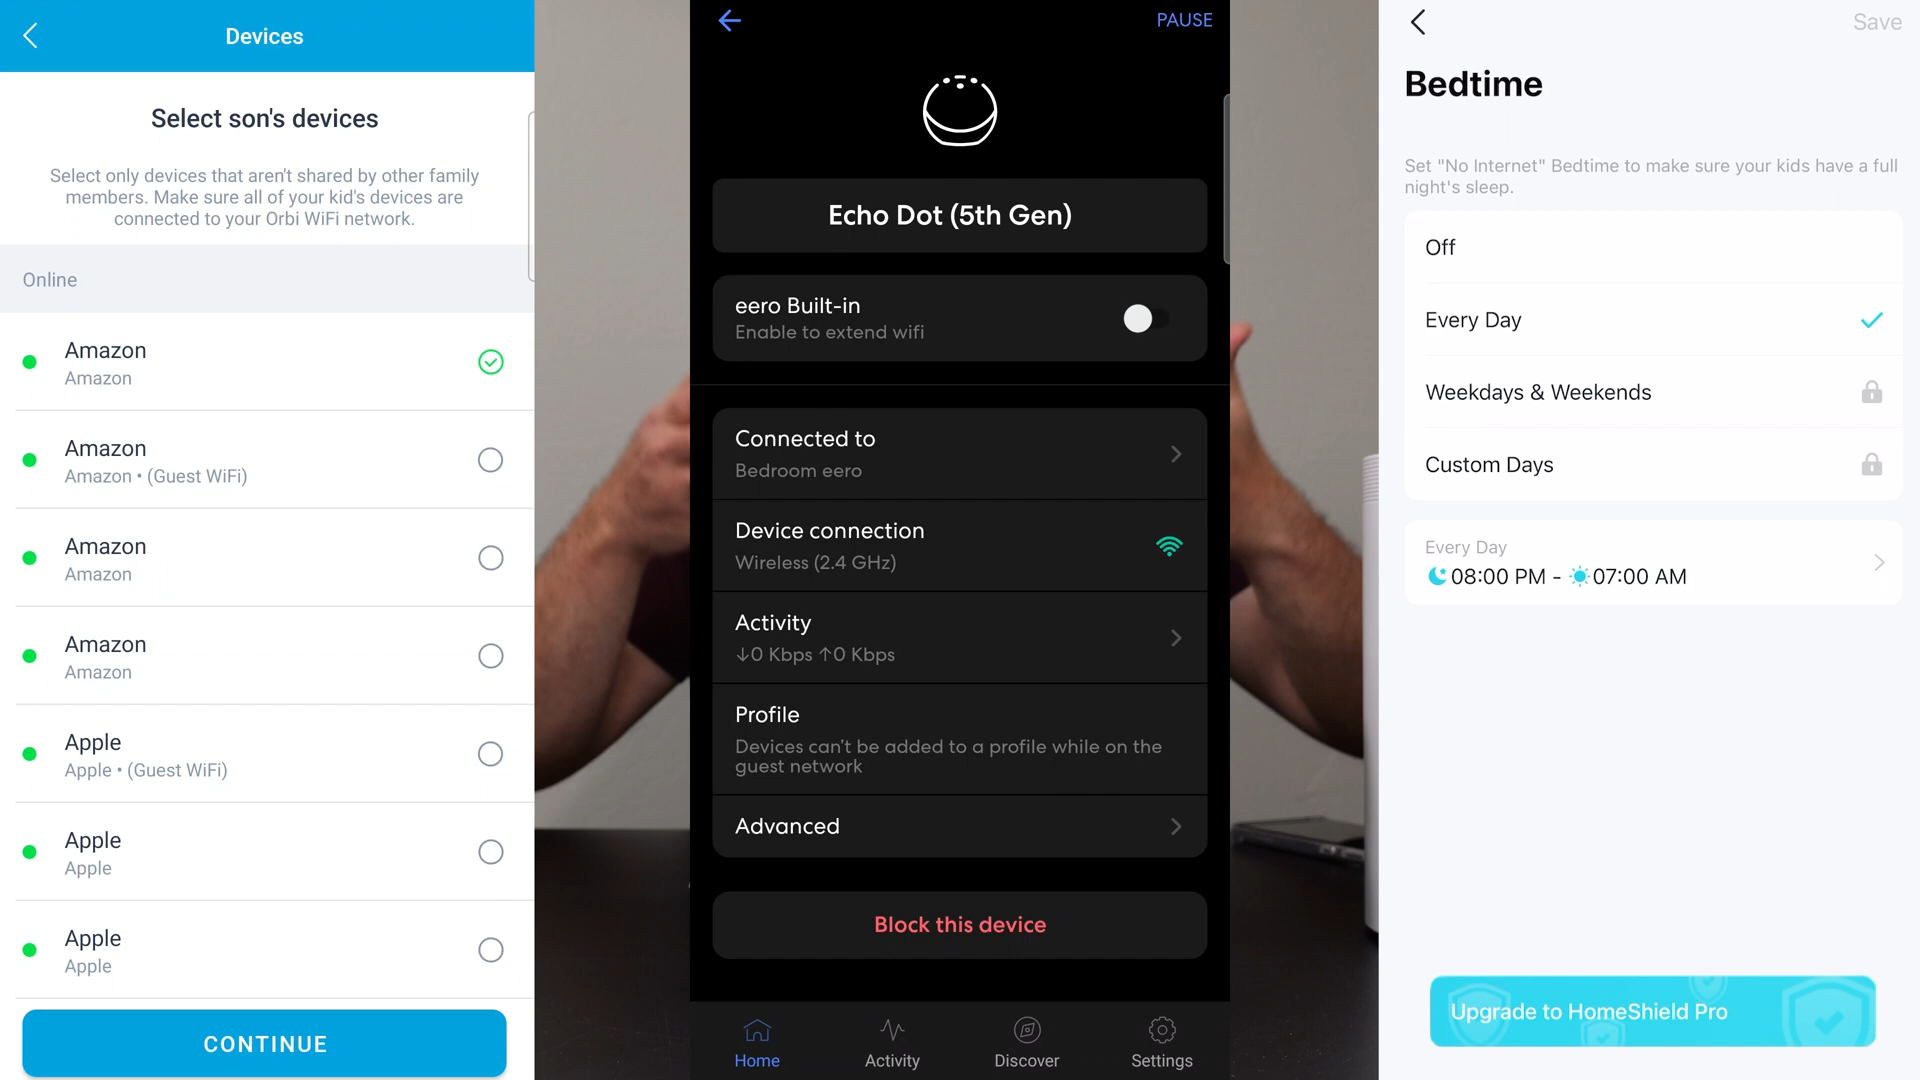 Devices
Select son's devices
Select only devices that aren't shared by other family
members. Make sure all of your kid's devices are
connected to your Orbi WiFi network.
Online
Amazon
Amazon
Amazon
Amazon • (Guest WiFi)
Amazon
Amazon
Amazon
Amazon
Apple
Apple • (Guest WiFi)
Apple
Apple
Apple
Apple
CONTINUE
PAUSE
Echo Dot (5th Gen)
eero Built-in
Enable to extend wifi
Connected to
Bedroom eero
Device connection
Wireless (2.4 GHz)
Activity
↓0 Kbps ↑0 Kbps
Profile
Devices can't be added to a profile while on the
guest network
Advanced
Block this device
Home
Activity
Discover
Settings
Save
Bedtime
Set "No Internet" Bedtime to make sure your kids have a full
night's sleep.
Off
Every Day
Weekdays & Weekends
Custom Days
Every Day
08:00 PM - 07:00 AM
Upgrade to HomeShield Pro